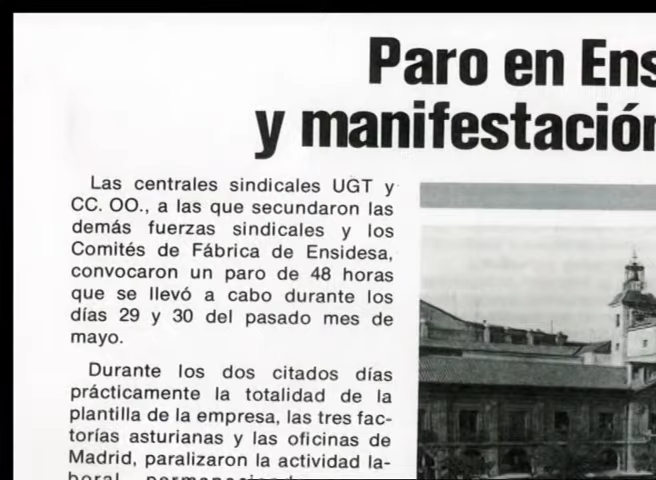 Paro en Ens
y manifestación
Las centrales sindicales UGT y
CC. OO., a las que secundaron las
demás fuerzas sindicales y los
Comités de Fábrica de Ensidesa,
convocaron un paro de 48 horas
que se llevó a cabo durante los
días 29 y 30 del pasado mes de
mayo.
Durante los dos citados días
prácticamente la totalidad de la
plantilla de la empresa, las tres fac-
torías asturianas y las oficinas de
Madrid, paralizaron la actividad la-